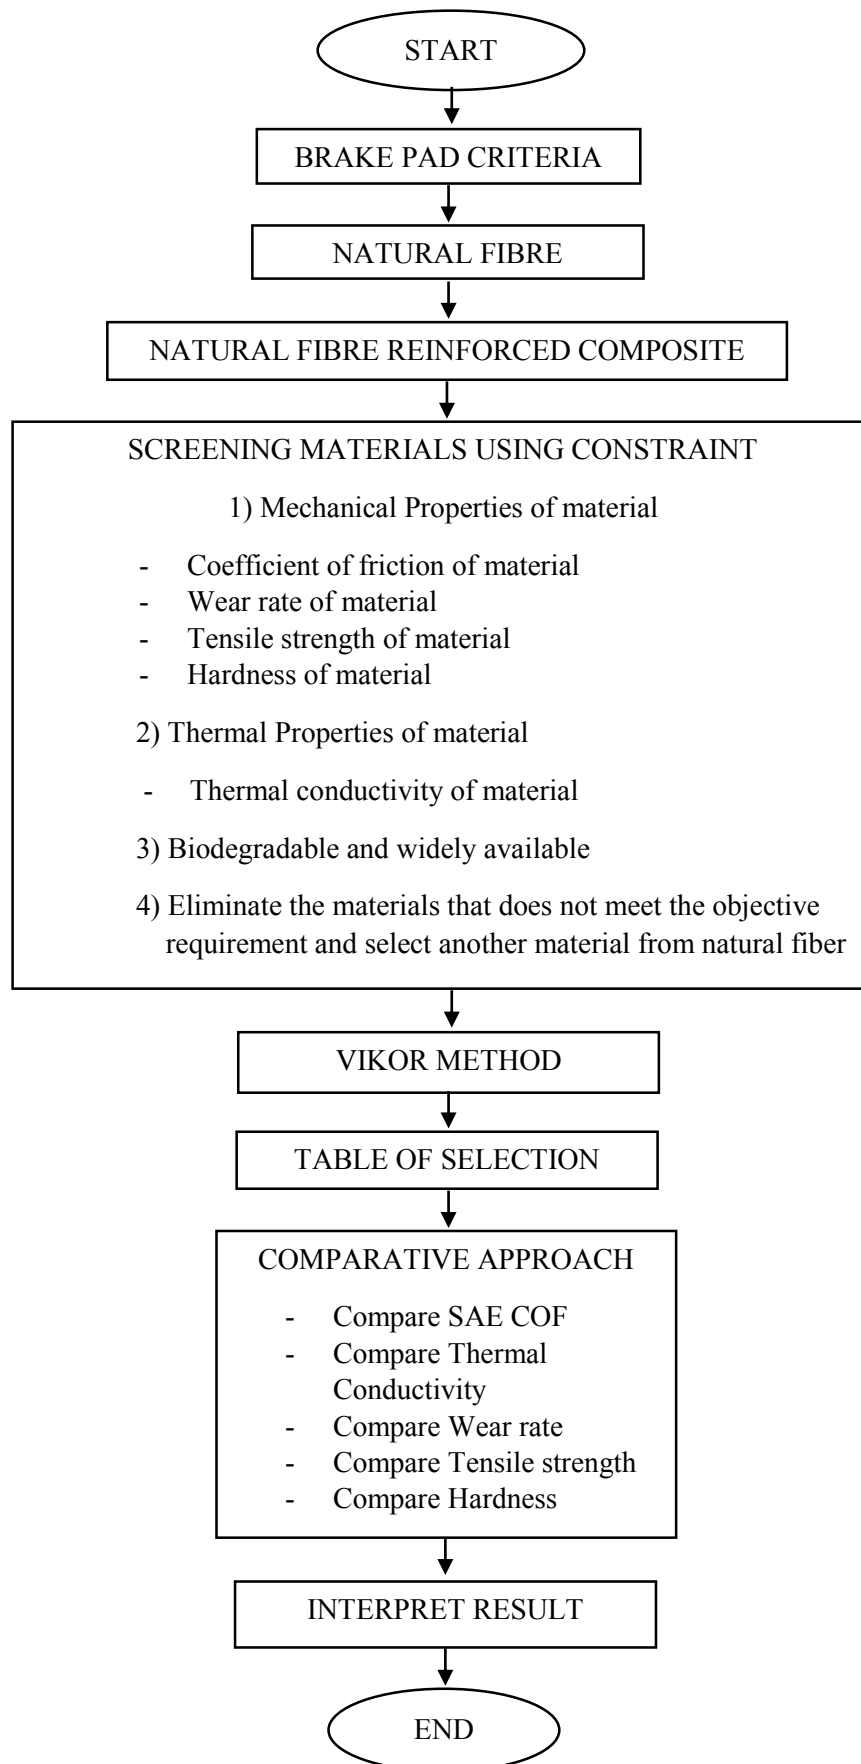 START
BRAKE PAD CRITERIA
NATURAL FIBRE
NATURAL FIBRE REINFORCED COMPOSITE
SCREENING MATERIALS USING CONSTRAINT
1) Mechanical Properties of material
- Coefficient of friction of material
- Wear rate of material
- Tensile strength of material
- Hardness of material
2) Thermal Properties of material
- Thermal conductivity of material
3) Biodegradable and widely available
4) Eliminate the materials that does not meet the objective
requirement and select another material from natural fiber
VIKOR METHOD
TABLE OF SELECTION
COMPARATIVE APPROACH
- Compare SAE COF
- Compare Thermal
Conductivity
- Compare Wear rate
- Compare Tensile strength
- Compare Hardness
INTERPRET RESULT
END